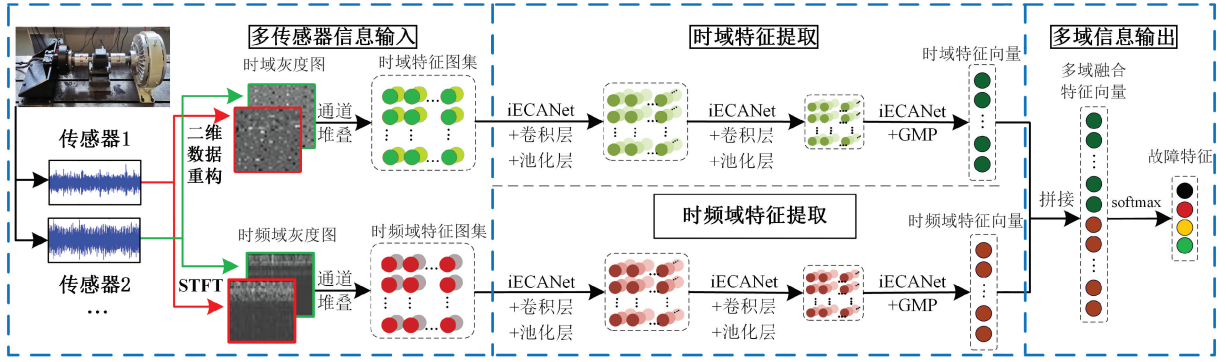 多传感器信息输入
传感器1
传感器2
…
二维
数据
重构
STFT
时域灰度图
通道
堆叠
时域特征图集
时频域灰度图
通道
堆叠
时频域特征图集
时域特征提取
iECANet
+卷积层
+池化层
iECANet
+卷积层
+池化层
iECANet
+GMP
时域特征向量
时频域特征提取
iECANet
+卷积层
+池化层
iECANet
+卷积层
+池化层
iECANet
+GMP
时频域特征向量
多域信息输出
拼接
多域融合
特征向量
softmax
故障特征